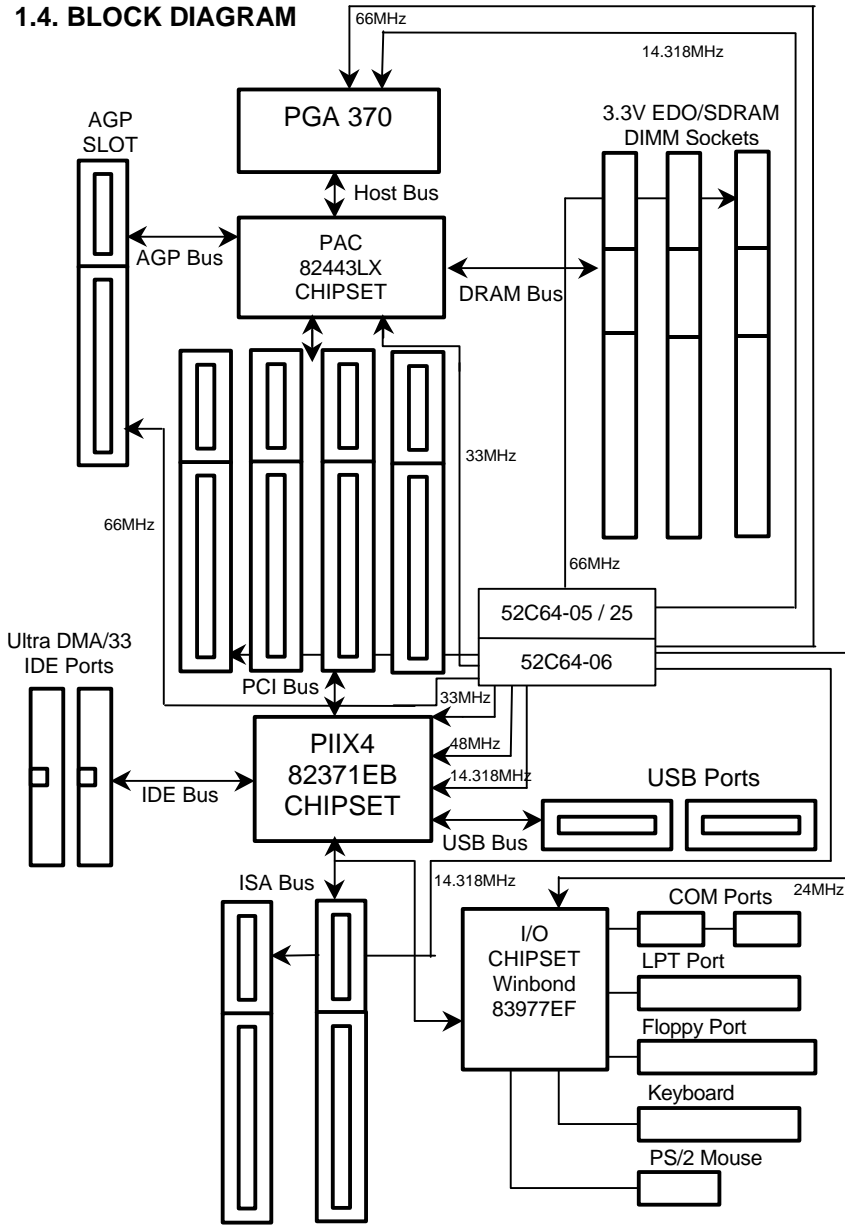 1.4. BLOCK DIAGRAM
66MHz
14.318MHz
PGA 370
AGP
SLOT
3.3V EDO/SDRAM
DIMM Sockets
Host Bus
PAC
82443LX
CHIPSET
AGP Bus
DRAM Bus
33MHz
66MHz
66MHz
52C64-05 / 25
52C64-06
Ultra DMA/33
IDE Ports
PCI Bus
33MHz
PIIX4
82371EB
CHIPSET
48MHz
14.318MHz
IDE Bus
USB Ports
USB Bus
ISA Bus
14.318MHz
24MHz
COM Ports
I/O
CHIPSET
Winbond
83977EF
LPT Port
Floppy Port
Keyboard
PS/2 Mouse